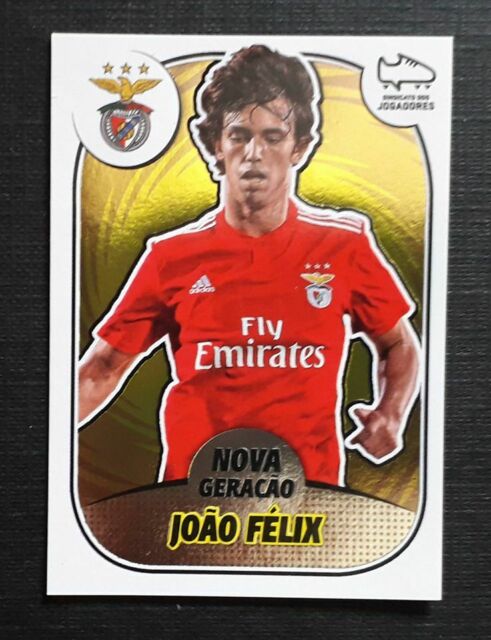 SINDICATO DOS
JOGADORES
adidas
Fly
Emirates
NOVA
GERAÇÃO
JOÃO FÉLIX